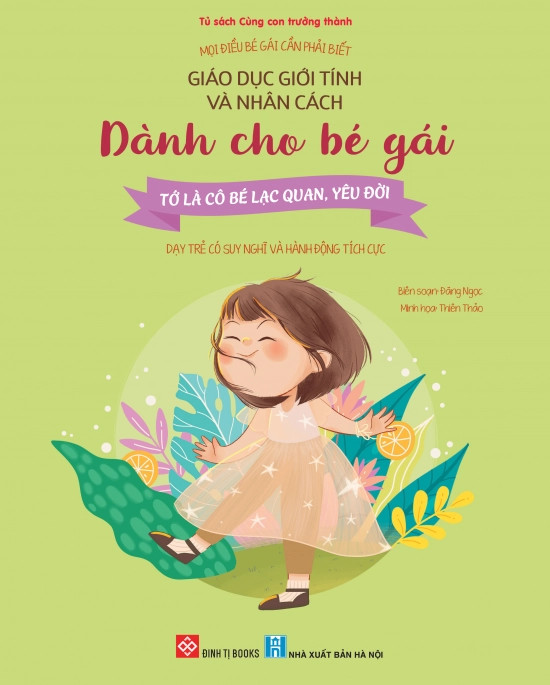 Tủ sách Cùng con trưởng thành
MỌI ĐIỀU BÉ GÁI CẦN PHẢI BIẾT
GIÁO DỤC GIỚI TÍNH
VÀ NHÂN CÁCH
Dành cho bé gái
TỚ LÀ CÔ BÉ LẠC QUAN, YÊU ĐỜI
DẠY TRẺ CÓ SUY NGHĨ VÀ HÀNH ĐỘNG TÍCH CỰC
Biên soạn: Đăng Ngọc
Minh họa: Thiên Thảo
ĐINH TỊ BOOKS
NHÀ XUẤT BẢN HÀ NỘI